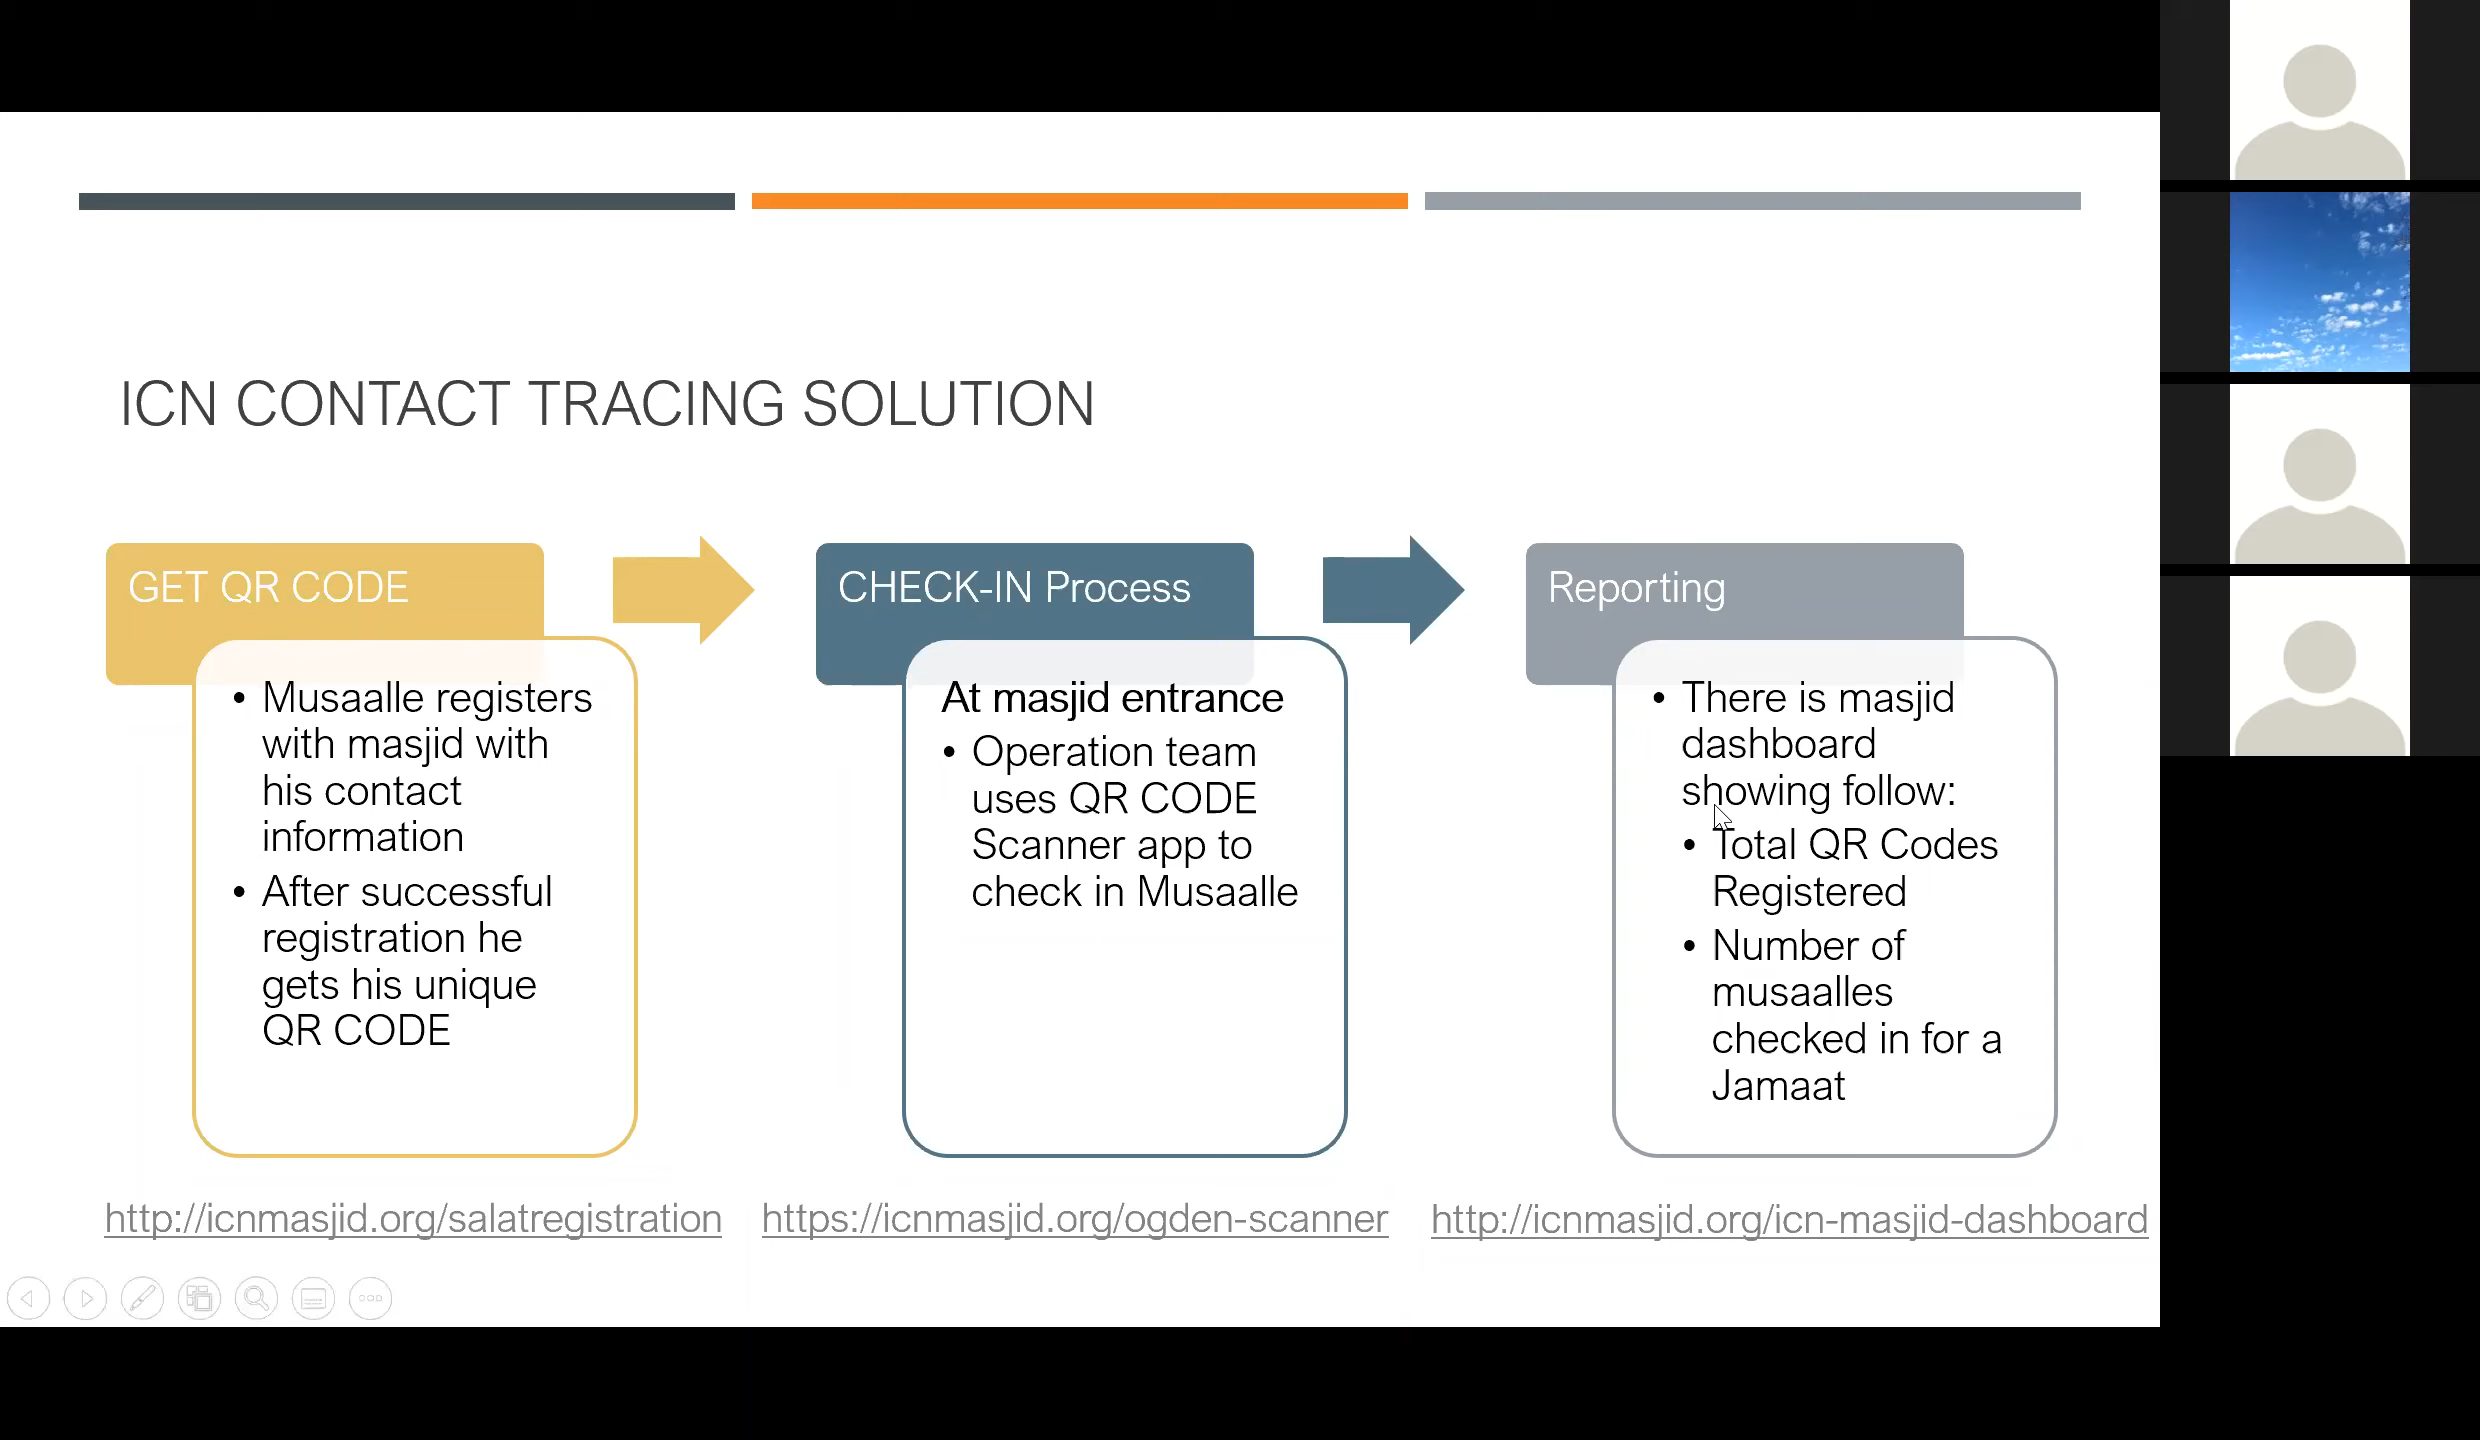 ICN CONTACT TRACING SOLUTION
GET QR CODE
• Musaalle registers
with masjid with
his contact
information
• After successful
registration he
gets his unique
QR CODE
http://icnmasjid.org/salatregistration
CHECK-IN Process
At masjid entrance
• Operation team
uses QR CODE
Scanner app to
check in Musaalle
https://icnmasjid.org/ogden-scanner
Reporting
• There is masjid
dashboard
showing follow:
• Total QR Codes
Registered
• Number of
musaalles
checked in for a
Jamaat
http://icnmasjid.org/icn-masjid-dashboard